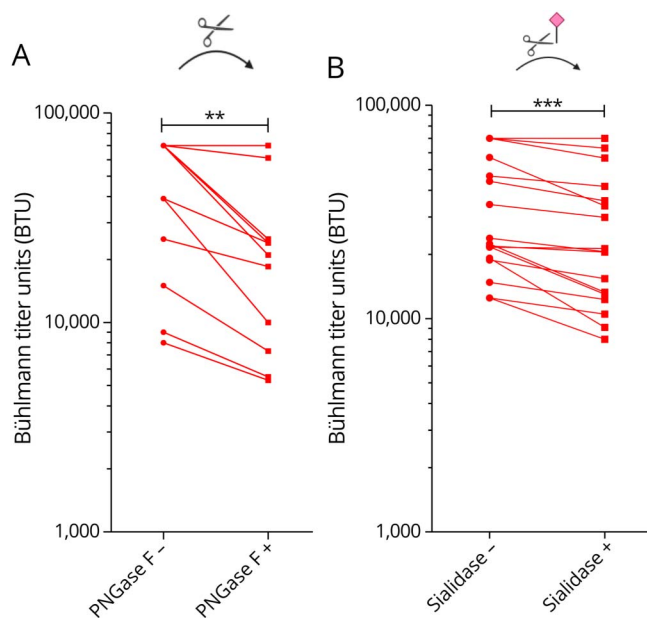 A
B
100,000
10,000
1,000
Bühlmann titer units (BTU)
**
PNGase F −
PNGase F +
100,000
10,000
1,000
Bühlmann titer units (BTU)
***
Sialidase −
Sialidase +